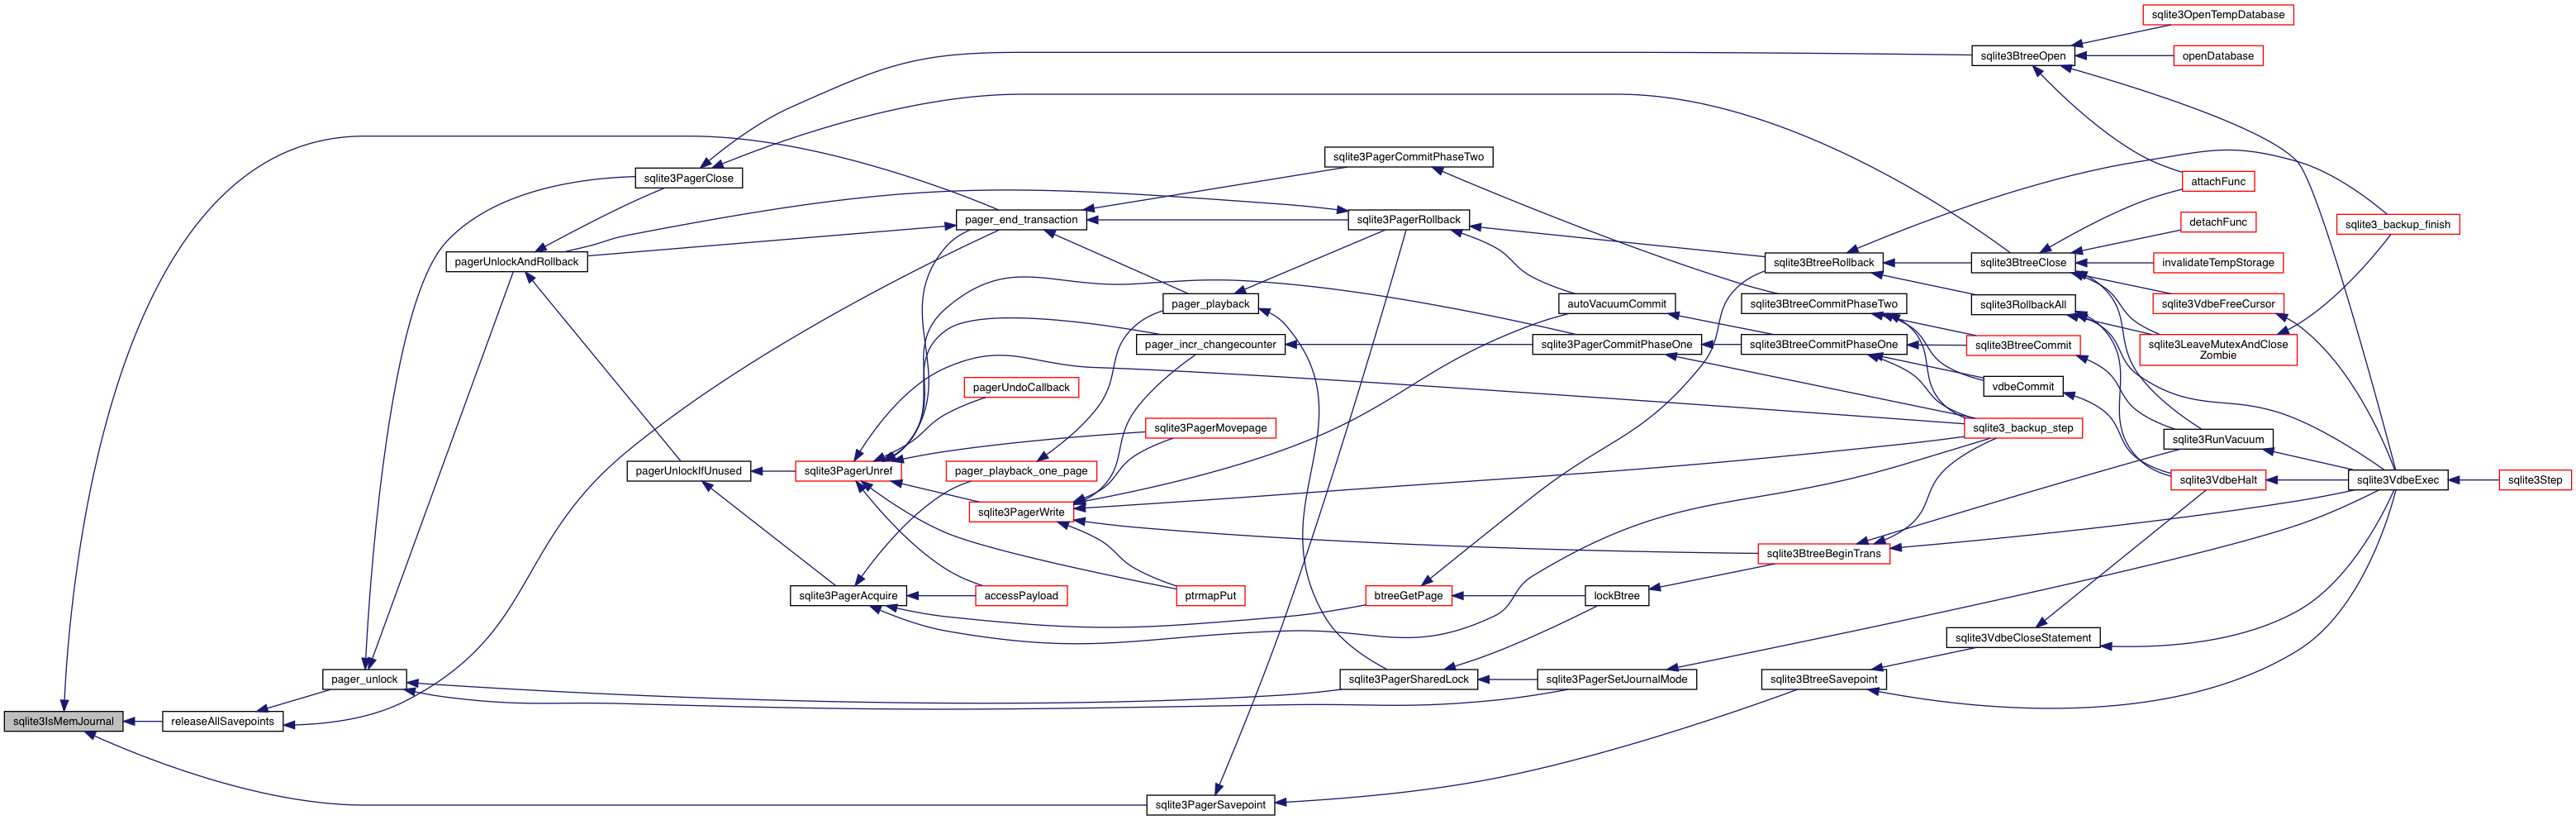 sqlite3OpenTempDatabase
sqlite3BtreeOpen
openDatabase
sqlite3PagerCommitPhaseTwo
sqlite3PagerClose
attachFunc
pager_end_transaction
sqlite3PagerRollback
detachFunc
sqlite3_backup_finish
pagerUnlockAndRollback
sqlite3BtreeRollback
sqlite3BtreeClose
invalidateTempStorage
pager_playback
autoVacuumCommit
sqlite3BtreeCommitPhaseTwo
sqlite3RollbackAll
sqlite3VdbeFreeCursor
pager_incr_changecounter
sqlite3PagerCommitPhaseOne
sqlite3BtreeCommitPhaseOne
sqlite3BtreeCommit
sqlite3LeaveMutexAndClose
Zombie
pagerUndoCallback
vdbeCommit
sqlite3PagerMovepage
sqlite3_backup_step
sqlite3RunVacuum
pagerUnlockIfUnused
sqlite3PagerUnref
pager_playback_one_page
sqlite3VdbeHalt
sqlite3VdbeExec
sqlite3Step
sqlite3PagerWrite
sqlite3BtreeBeginTrans
sqlite3PagerAcquire
accessPayload
ptrmapPut
btreeGetPage
lockBtree
sqlite3VdbeCloseStatement
pager_unlock
sqlite3PagerSharedLock
sqlite3PagerSetJournalMode
sqlite3BtreeSavepoint
sqlite3IsMemJournal
releaseAllSavepoints
sqlite3PagerSavepoint